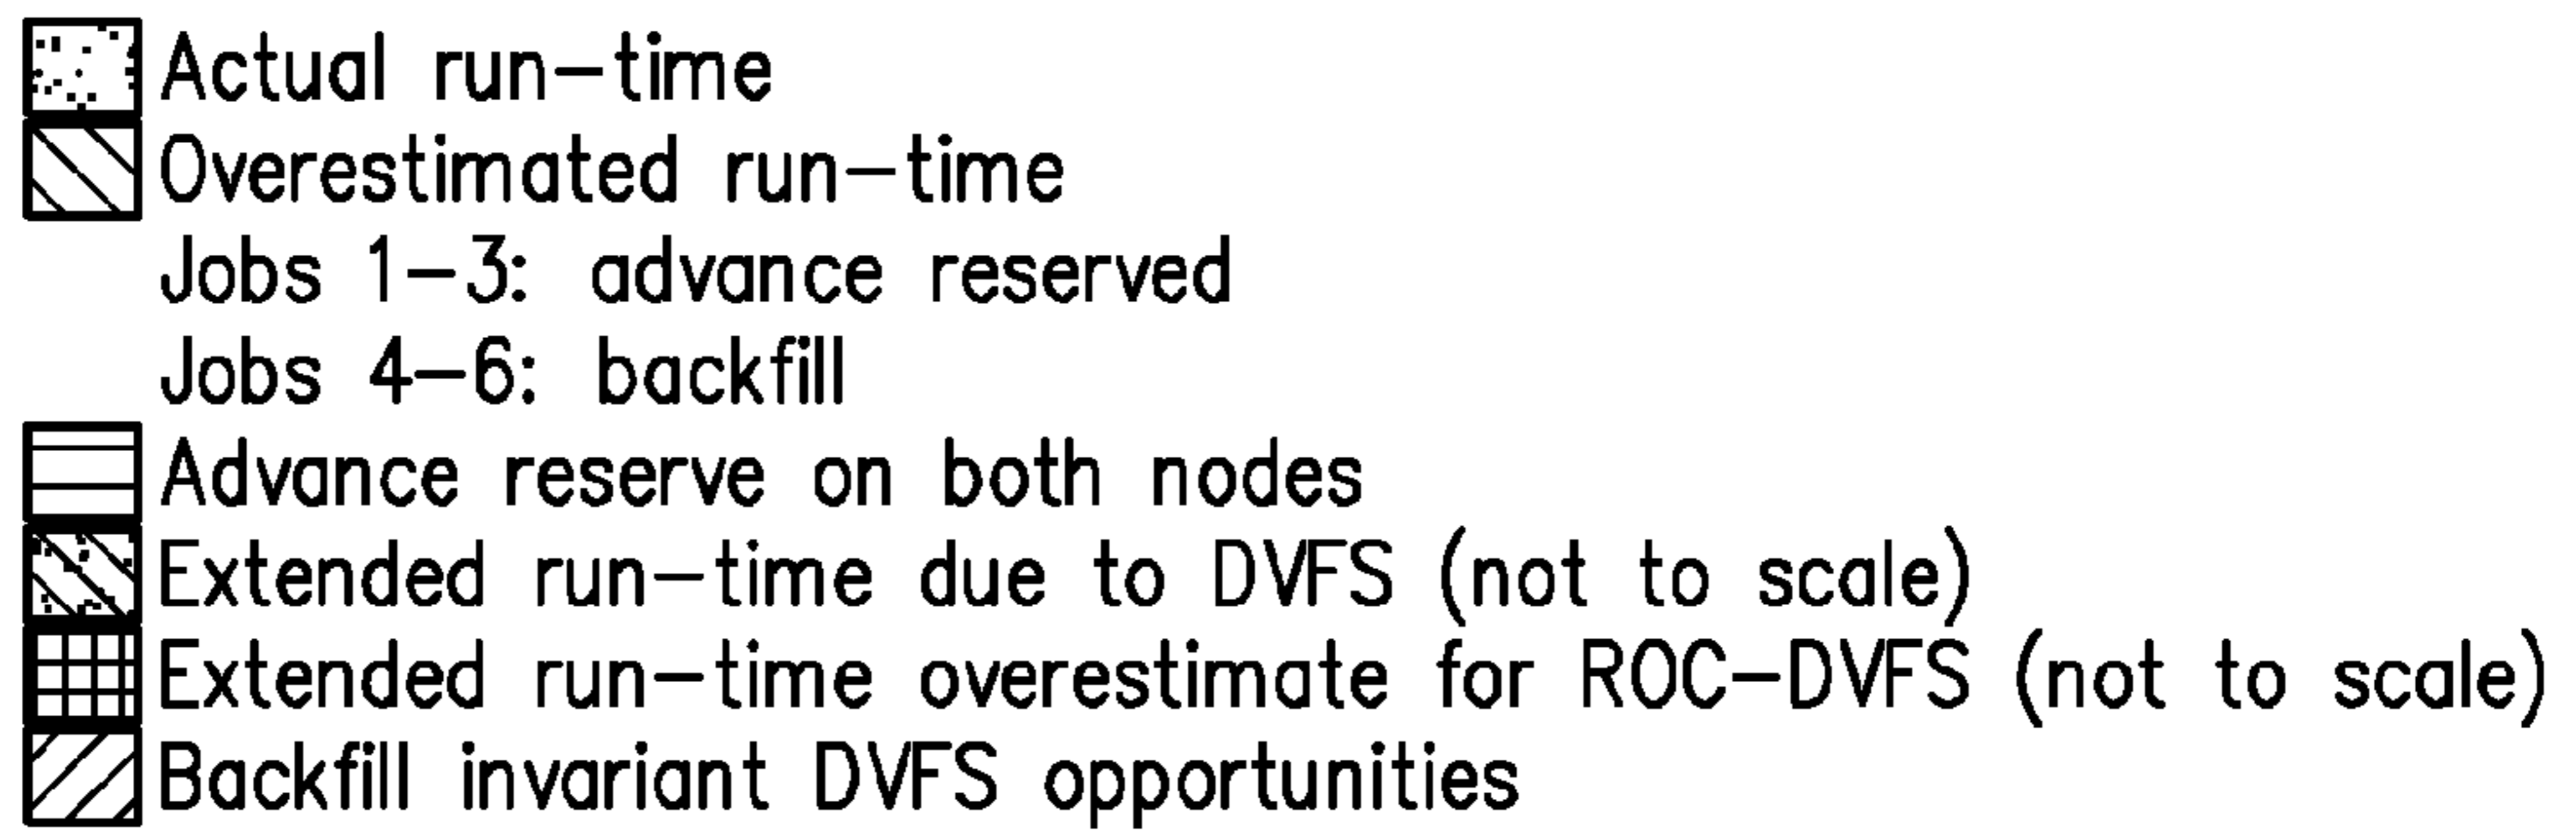 Actual run-time
Overestimated run-time
Jobs 1-3: advance reserved
Jobs 4-6: backfill
Advance reserve on both nodes
Extended run-time due to DVFS (not to scale)
Extended run-time overestimate for ROC-DVFS (not to scale)
Backfill invariant DVFS opportunities